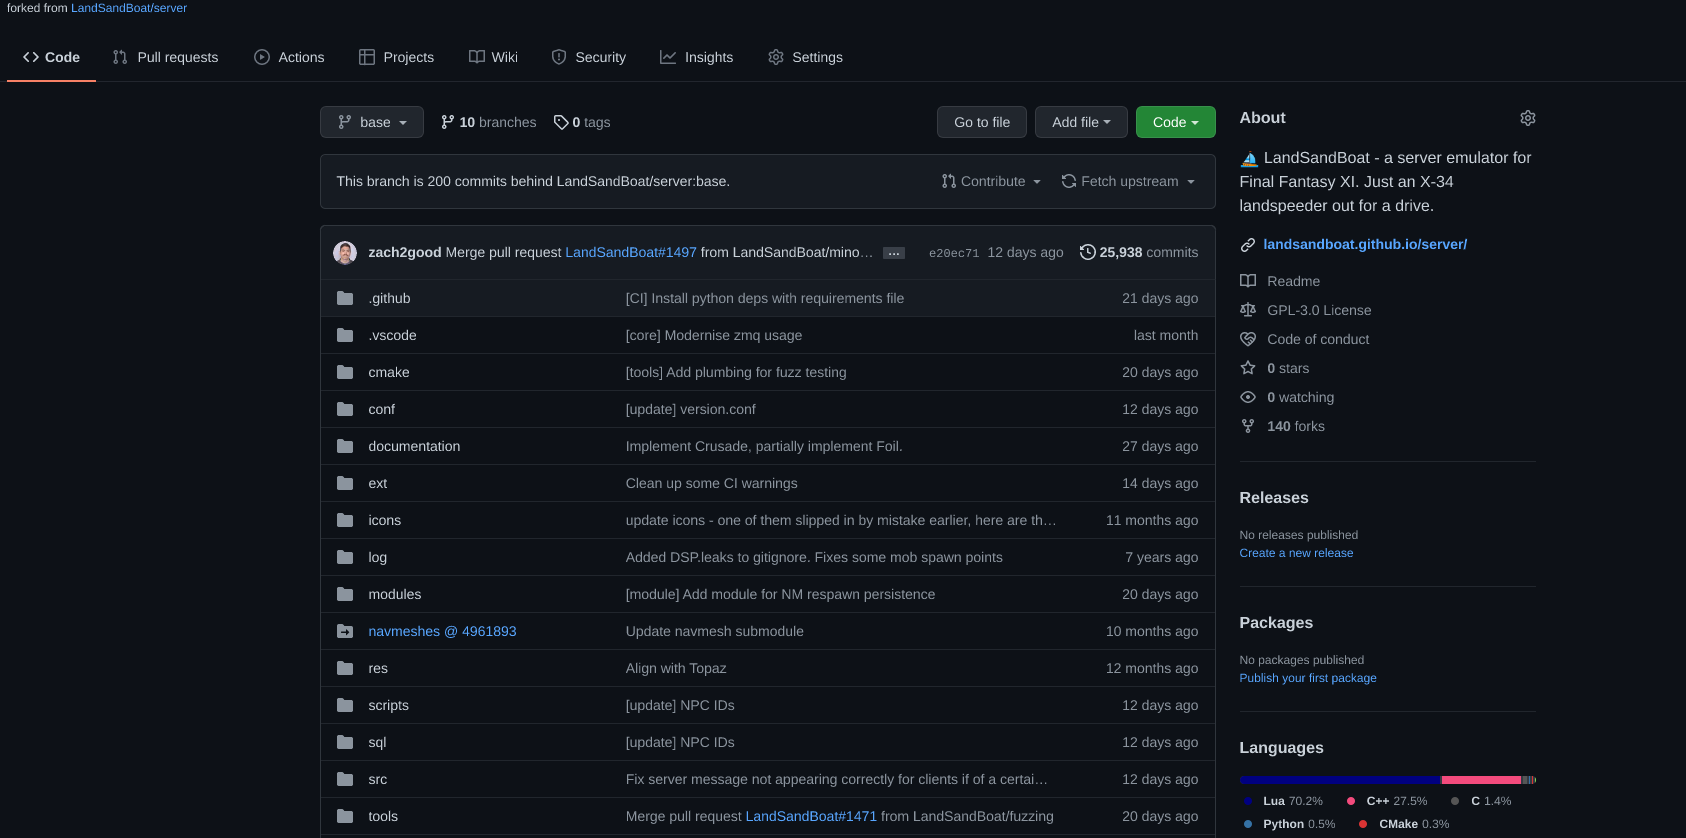 forked from LandSandBoat/server
Code Pull requests Actions Projects Wiki Security Insights Settings
base 10 branches 0 tags Go to file Add file Code
This branch is 200 commits behind LandSandBoat/server:base. Contribute Fetch upstream
zach2good Merge pull request LandSandBoat#1497 from LandSandBoat/mino… ... e20ec71 12 days ago 25,938 commits
.github [CI] Install python deps with requirements file 21 days ago
.vscode [core] Modernise zmq usage last month
cmake [tools] Add plumbing for fuzz testing 20 days ago
conf [update] version.conf 12 days ago
documentation Implement Crusade, partially implement Foil. 27 days ago
ext Clean up some CI warnings 14 days ago
icons update icons - one of them slipped in by mistake earlier, here are th… 11 months ago
log Added DSP.leaks to gitignore. Fixes some mob spawn points 7 years ago
modules [module] Add module for NM respawn persistence 20 days ago
navmeshes @ 4961893 Update navmesh submodule 10 months ago
res Align with Topaz 12 months ago
scripts [update] NPC IDs 12 days ago
sql [update] NPC IDs 12 days ago
src Fix server message not appearing correctly for clients if of a certai… 12 days ago
tools Merge pull request LandSandBoat#1471 from LandSandBoat/fuzzing 20 days ago
About
LandSandBoat - a server emulator for
Final Fantasy XI. Just an X-34
landspeeder out for a drive.
landsandboat.github.io/server/
Readme
GPL-3.0 License
Code of conduct
0 stars
0 watching
140 forks
Releases
No releases published
Create a new release
Packages
No packages published
Publish your first package
Languages
Lua 70.2% C++ 27.5% C 1.4%
Python 0.5% CMake 0.3%